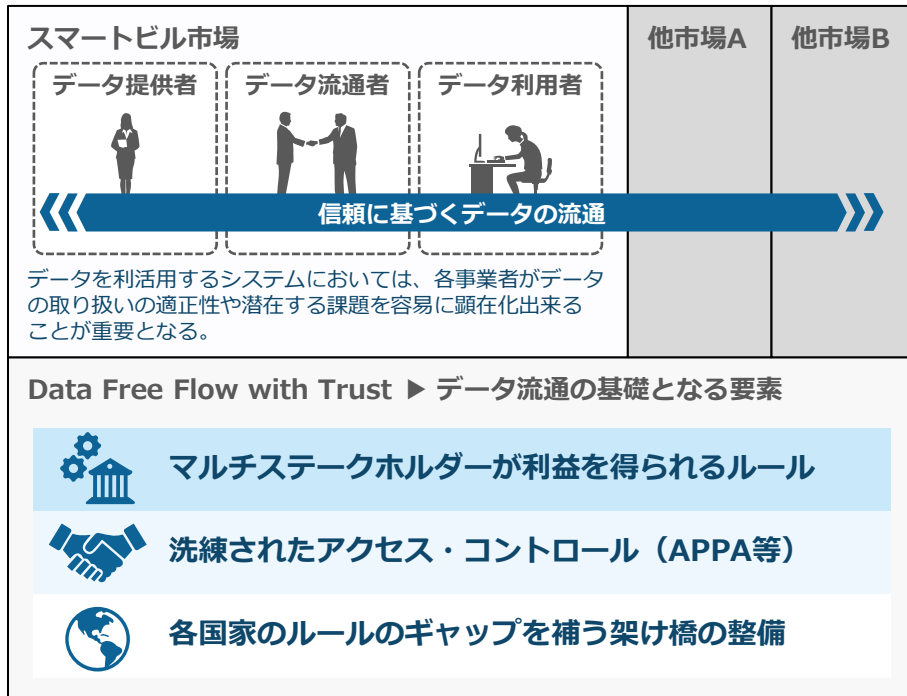 スマートビル市場
他市場A
他市場B
データ提供者
データ流通者
データ利用者
信頼に基づくデータの流通
データを利活用するシステムにおいては、各事業者がデータ
の取り扱いの適正性や潜在する課題を容易に顕在化出来る
ことが重要となる。
Data Free Flow with Trust ▶ データ流通の基礎となる要素
マルチステークホルダーが利益を得られるルール
洗練されたアクセス・コントロール（APPA等）
各国家のルールのギャップを補う架け橋の整備